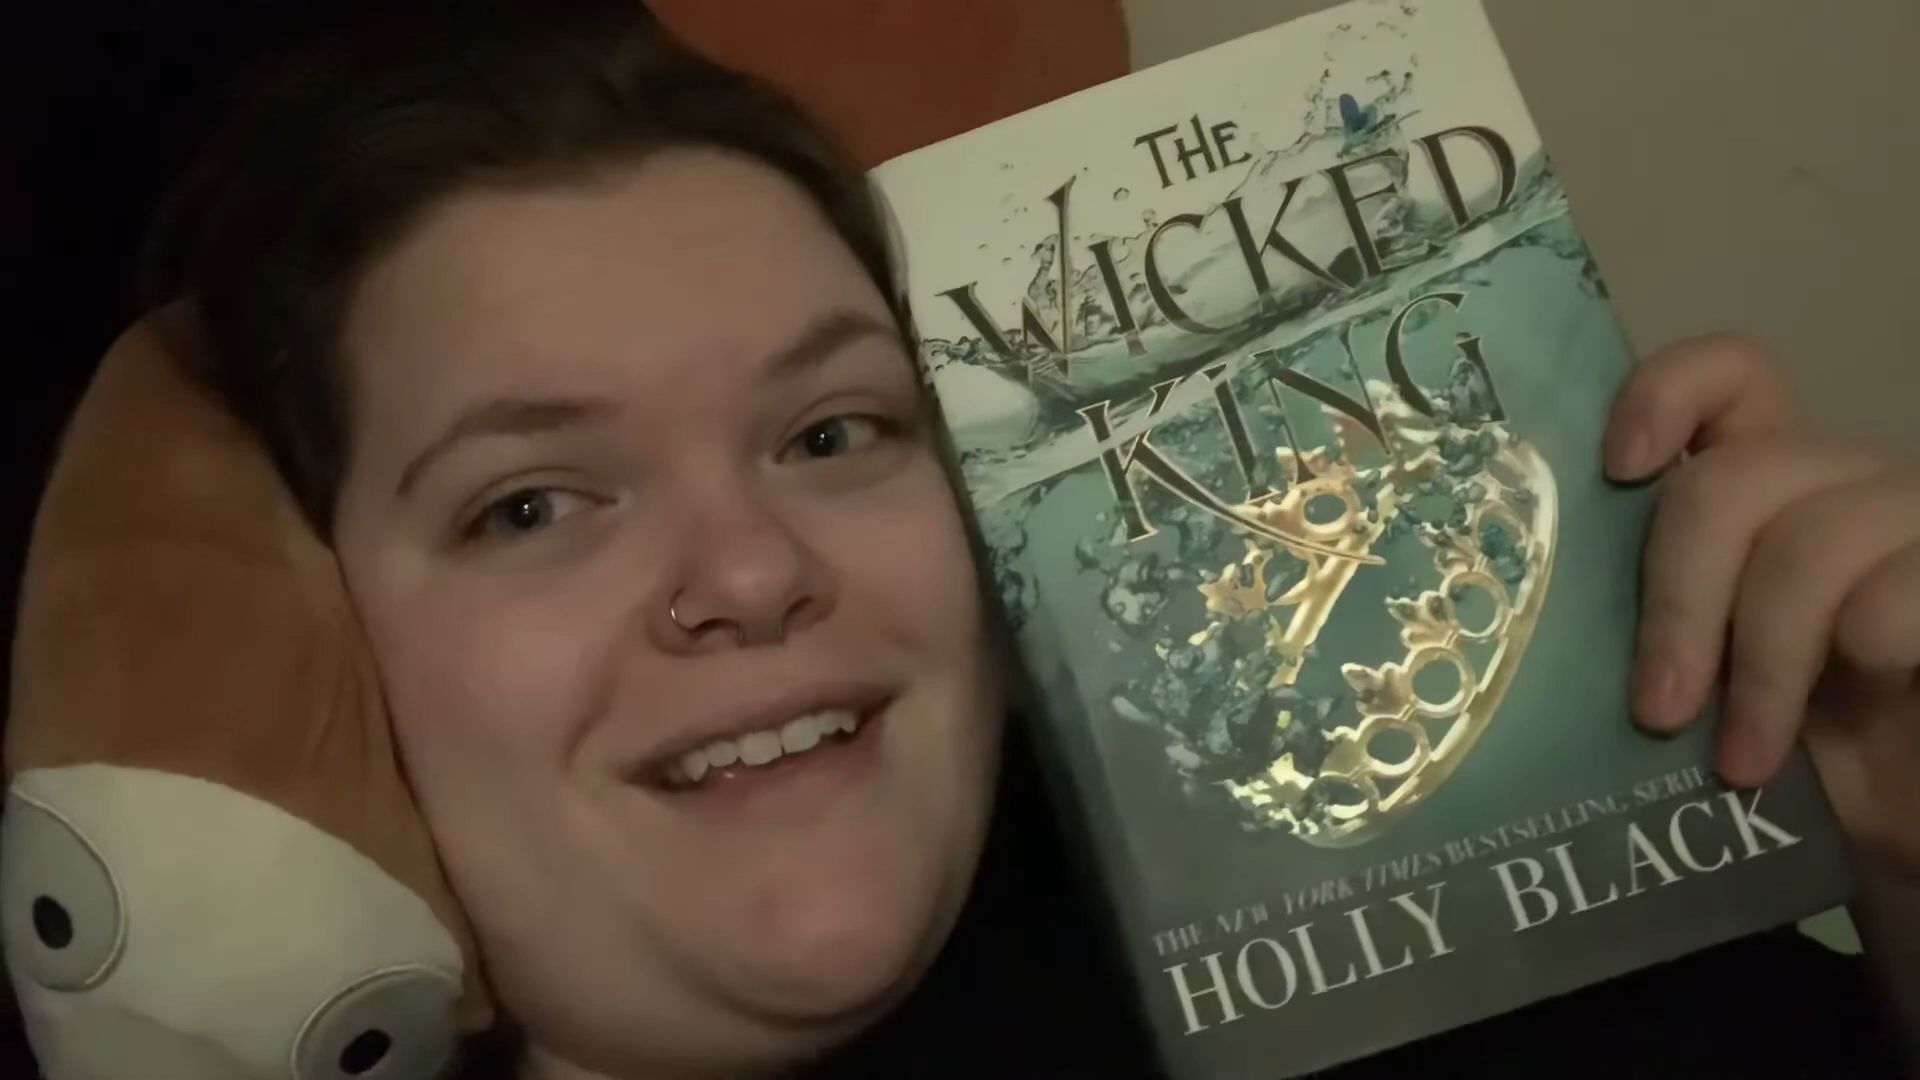 THE
WICKED
KING
THE NEW YORK TIMES BESTSELLING SERIES
HOLLY BLACK